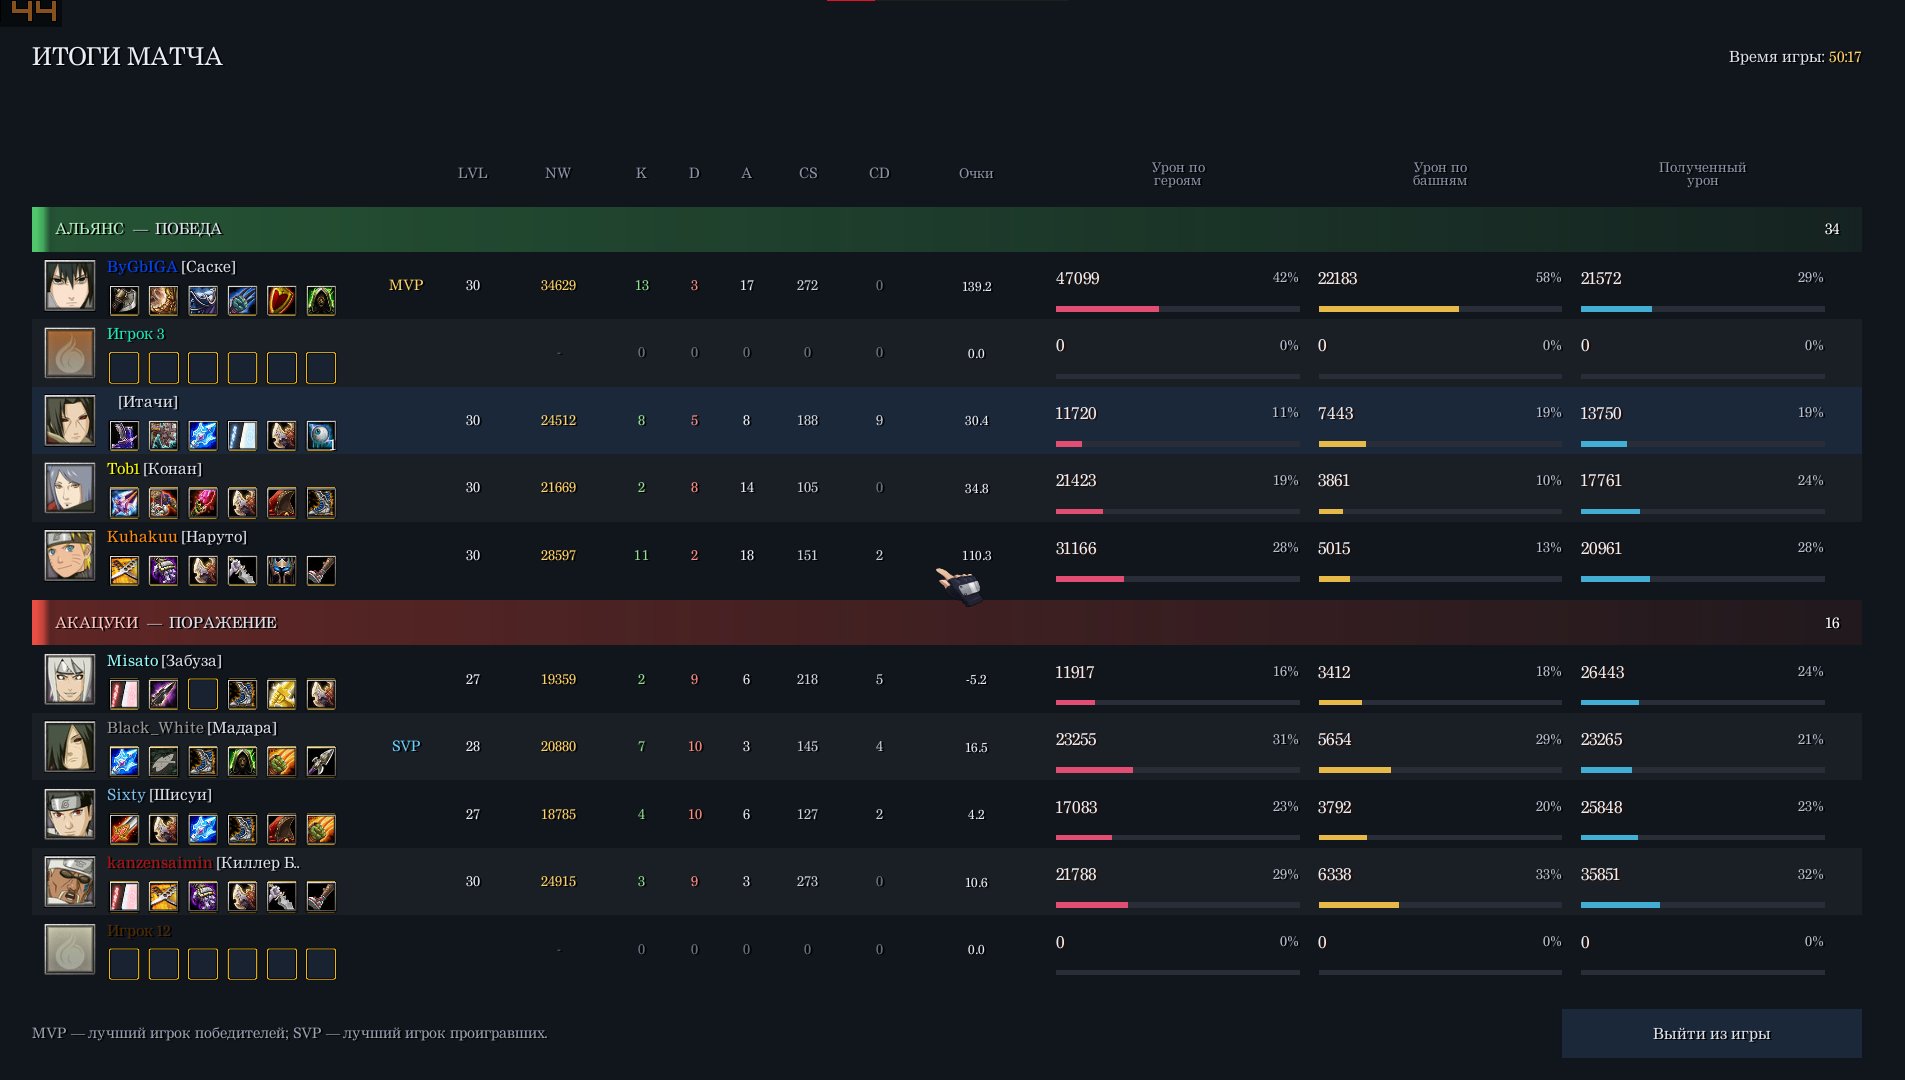 44
ИТОГИ МАТЧА
Время игры: 50:17
LVL NW K D A CS CD Очки Урон по героям Урон по башням Полученный урон
АЛЬЯНС — ПОБЕДА 34
ByGbIGA [Саске]
MVP 30 34629 13 3 17 272 0 139.2 47099 42% 22183 58% 21572 29%
Игрок 3
- 0 0 0 0 0 0.0 0 0% 0 0% 0 0%
[Итачи]
30 24512 8 5 8 188 9 30.4 11720 11% 7443 19% 13750 19%
1
Tob1 [Конан]
30 21669 2 8 14 105 0 34.8 21423 19% 3861 10% 17761 24%
Kuhakuu [Наруто]
30 28597 11 2 18 151 2 110.3 31166 28% 5015 13% 20961 28%
АКАЦУКИ — ПОРАЖЕНИЕ 16
Misato [Забуза]
27 19359 2 9 6 218 5 -5.2 11917 16% 3412 18% 26443 24%
Black_White [Мадара]
SVP 28 20880 7 10 3 145 4 16.5 23255 31% 5654 29% 23265 21%
Sixty [Шисуи]
27 18785 4 10 6 127 2 4.2 17083 23% 3792 20% 25848 23%
kanzensaimin [Киллер Б..
30 24915 3 9 3 273 0 10.6 21788 29% 6338 33% 35851 32%
Игрок 12
- 0 0 0 0 0 0.0 0 0% 0 0% 0 0%
MVP — лучший игрок победителей; SVP — лучший игрок проигравших.
Выйти из игры